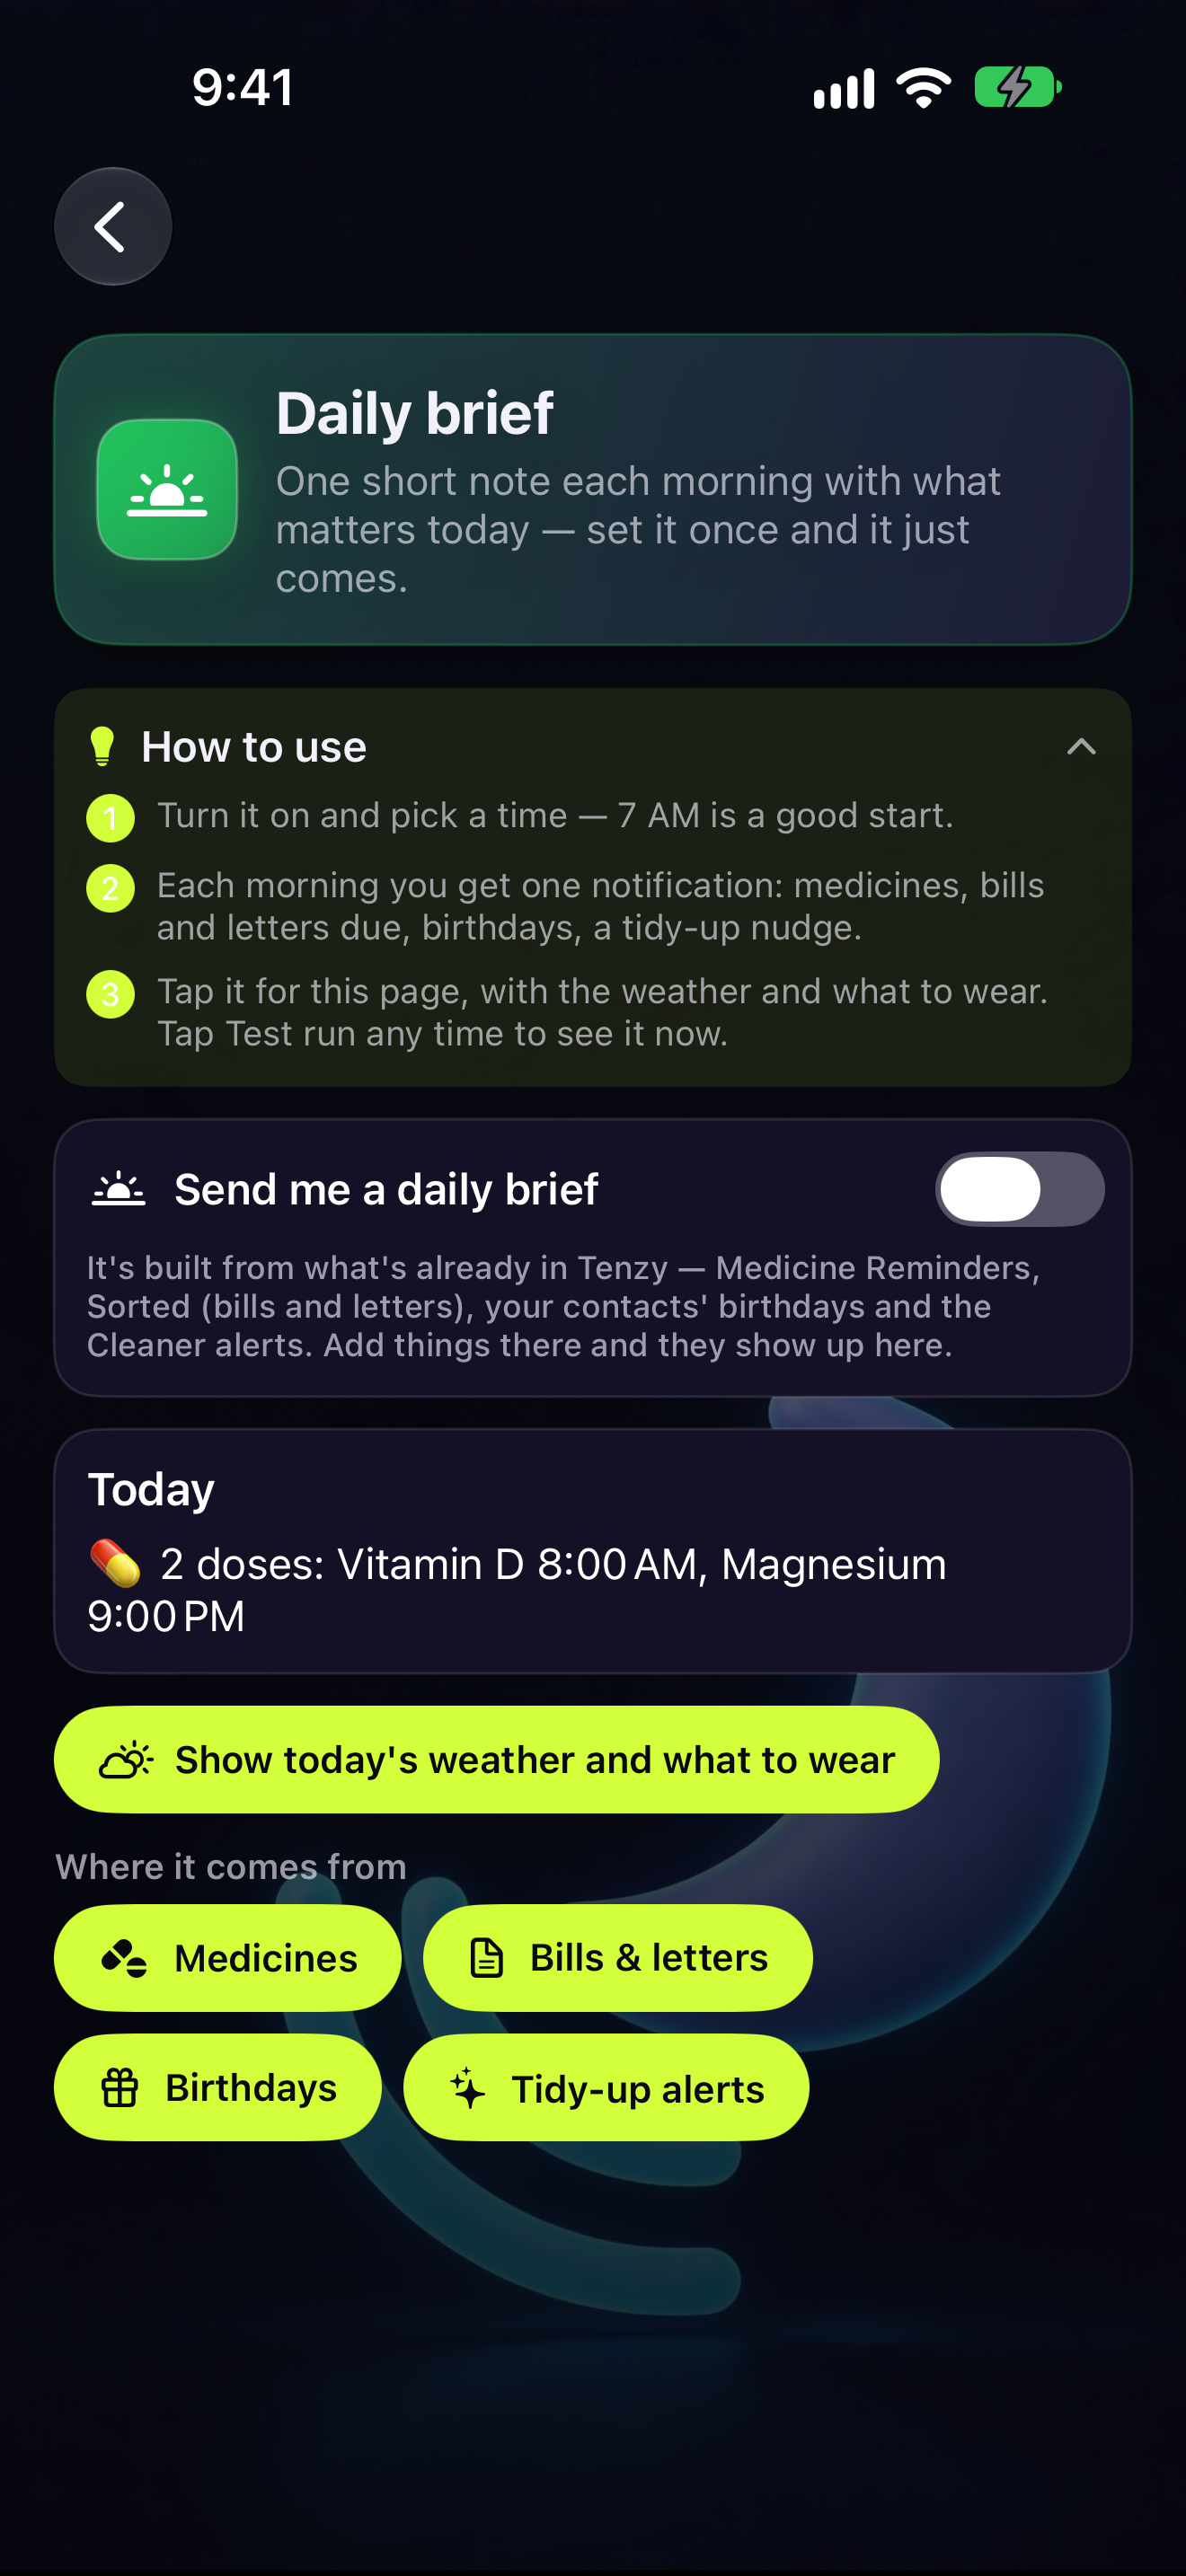 9:41
Daily brief
One short note each morning with what
matters today — set it once and it just
comes.
How to use
1 Turn it on and pick a time — 7 AM is a good start.
2 Each morning you get one notification: medicines, bills
and letters due, birthdays, a tidy-up nudge.
3 Tap it for this page, with the weather and what to wear.
Tap Test run any time to see it now.
Send me a daily brief
It's built from what's already in Tenzy — Medicine Reminders,
Sorted (bills and letters), your contacts' birthdays and the
Cleaner alerts. Add things there and they show up here.
Today
2 doses: Vitamin D 8:00 AM, Magnesium
9:00 PM
Show today's weather and what to wear
Where it comes from
Medicines
Bills & letters
Birthdays
Tidy-up alerts